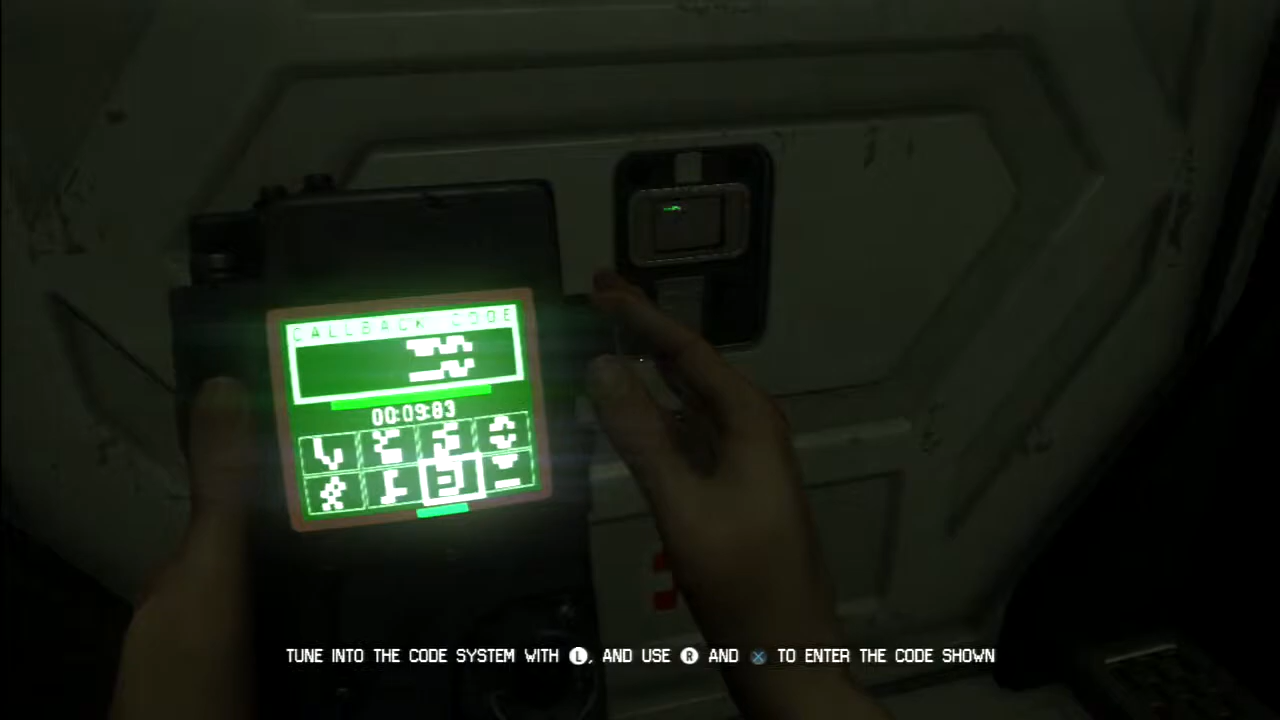 CALLBACK CODE
00:09:83
TUNE INTO THE CODE SYSTEM WITH L, AND USE R AND X TO ENTER THE CODE SHOWN